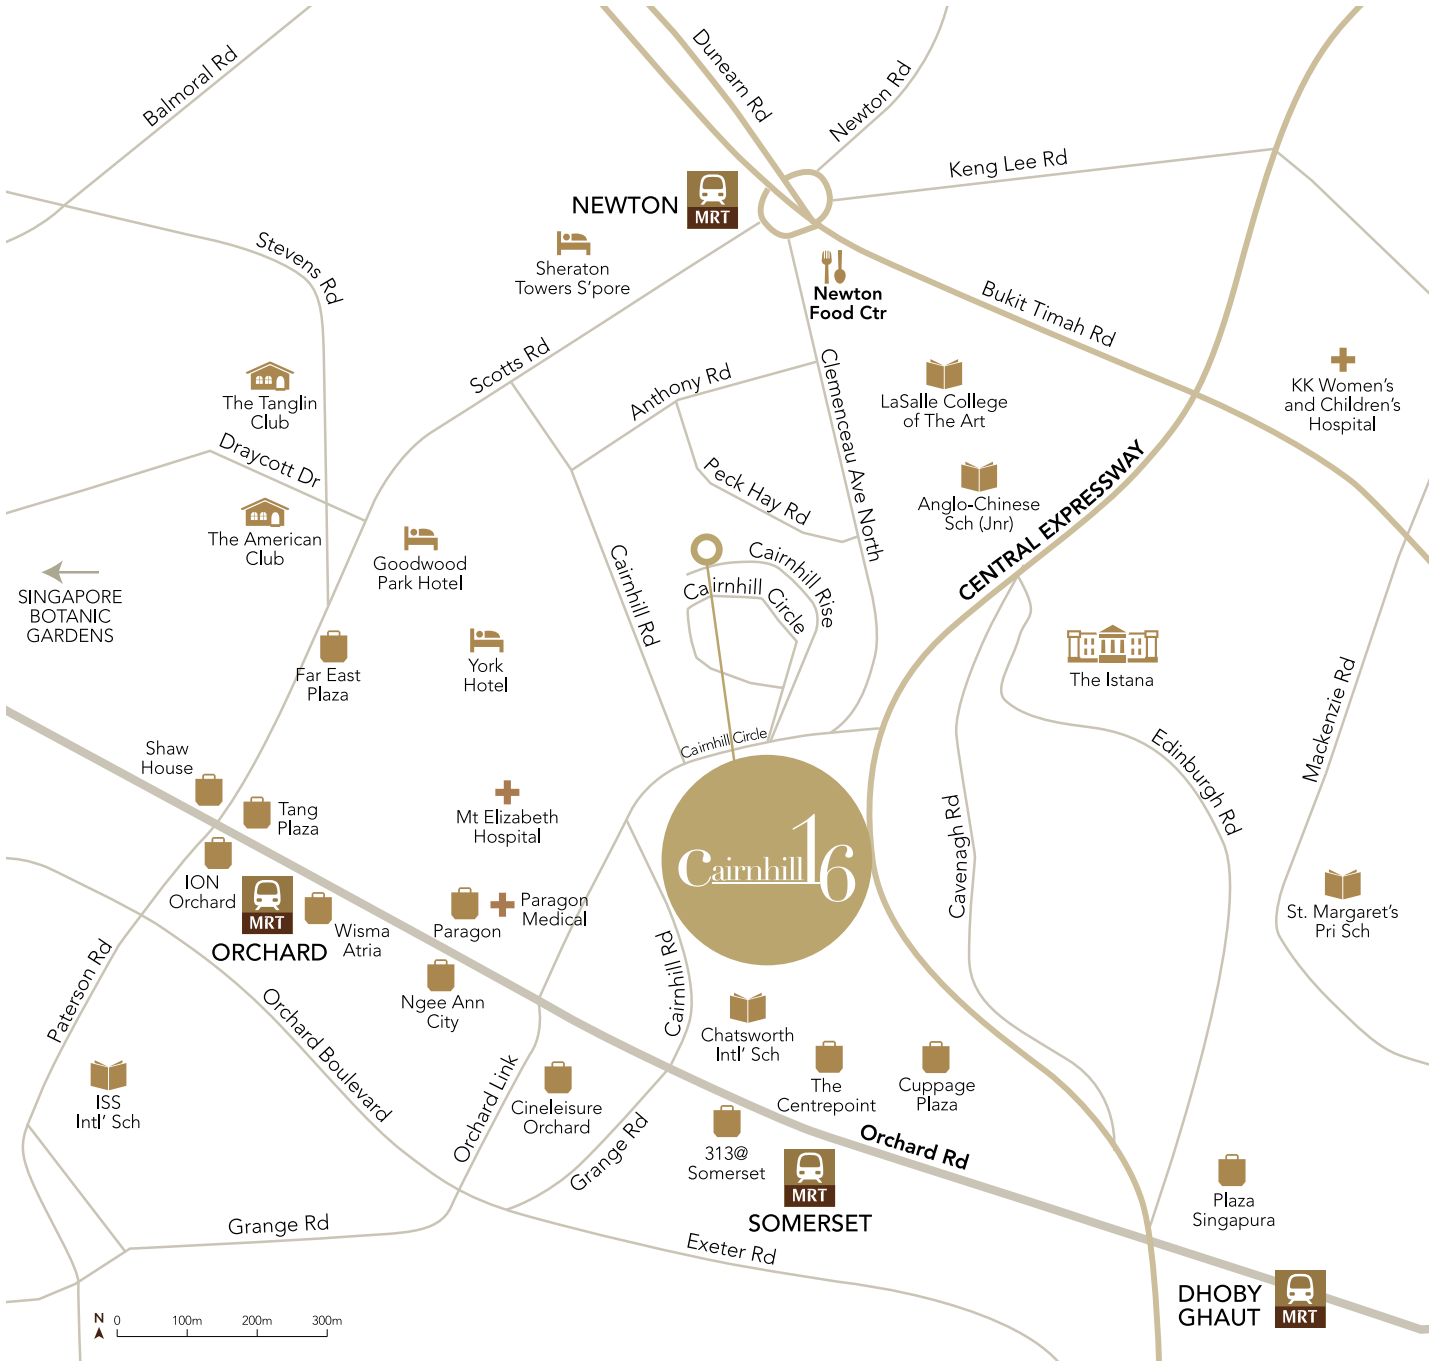 Balmoral Rd
Dunearn Rd
Newton Rd
Keng Lee Rd
NEWTON
MRT
Stevens Rd
Sheraton
Towers S'pore
Newton
Food Ctr
Bukit Timah Rd
Scotts Rd
Anthony Rd
Clemenceau Ave North
LaSalle College
of The Art
KK Women's
and Children's
Hospital
The Tanglin
Club
Draycott Dr
Peck Hay Rd
CENTRAL EXPRESSWAY
Anglo-Chinese
Sch (Jnr)
The American
Club
Goodwood
Park Hotel
Cairnhill Rd
Cairnhill Rise
Cairnhill Circle
SINGAPORE
BOTANIC
GARDENS
Far East
Plaza
York
Hotel
The Istana
Mackenzie Rd
Edinburgh Rd
Cairnhill Circle
Shaw
House
Tang
Plaza
Mt Elizabeth
Hospital
Cairnhill 16
Cavenagh Rd
ION
Orchard
MRT
ORCHARD
Wisma
Atria
Paragon
Paragon
Medical
St. Margaret's
Pri Sch
Paterson Rd
Cairnhill Rd
Ngee Ann
City
Orchard Boulevard
Chatsworth
Intl' Sch
The
Centrepoint
Cuppage
Plaza
ISS
Intl' Sch
Orchard Link
Cineleisure
Orchard
Grange Rd
313@
Somerset
Orchard Rd
MRT
SOMERSET
Plaza
Singapura
Grange Rd
Exeter Rd
DHOBY
GHAUT
MRT
N 0 100m 200m 300m